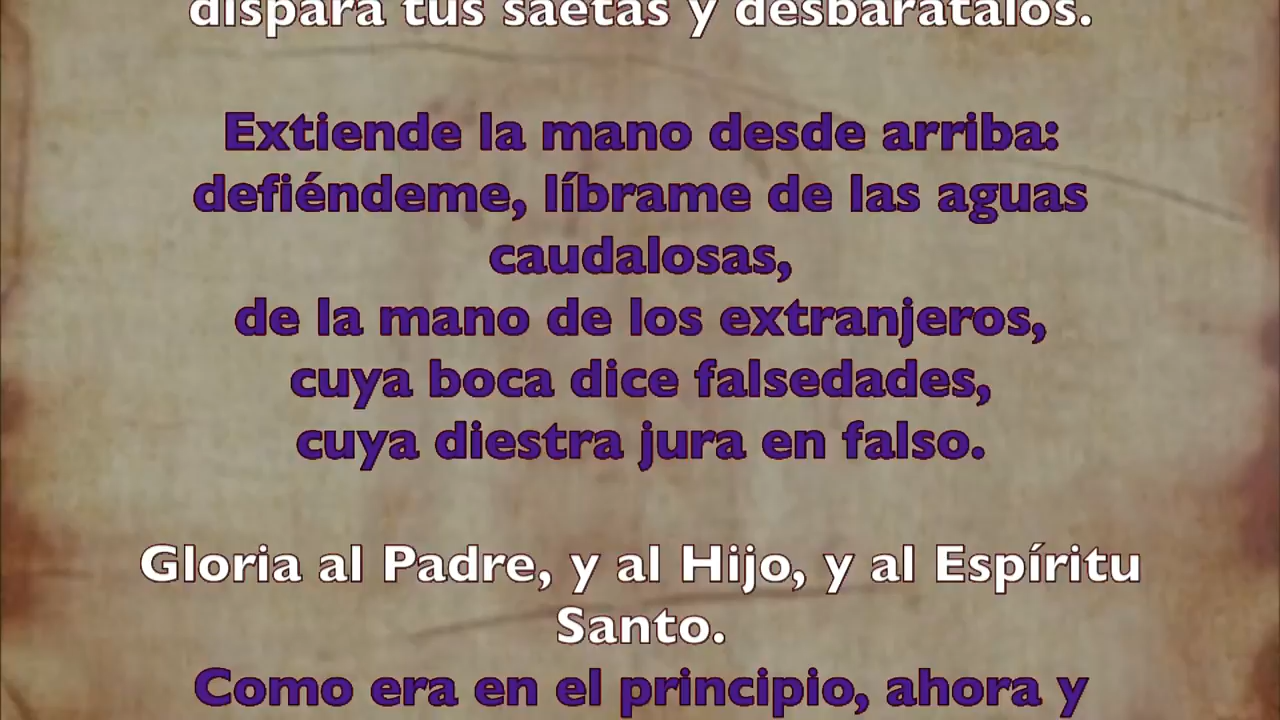 dispara tus saetas y desbarátalos.
Extiende la mano desde arriba:
defiéndeme, líbrame de las aguas
caudalosas,
de la mano de los extranjeros,
cuya boca dice falsedades,
cuya diestra jura en falso.
Gloria al Padre, y al Hijo, y al Espíritu
Santo.
Como era en el principio, ahora y